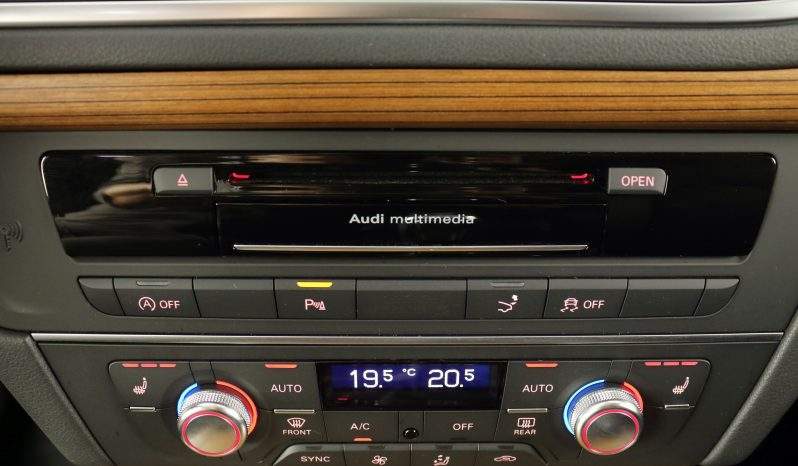 OPEN
Audi multimedia
A OFF
P
OFF
19.5 °C 20.5
AUTO
AUTO
FRONT
A/C
OFF
REAR
SYNC